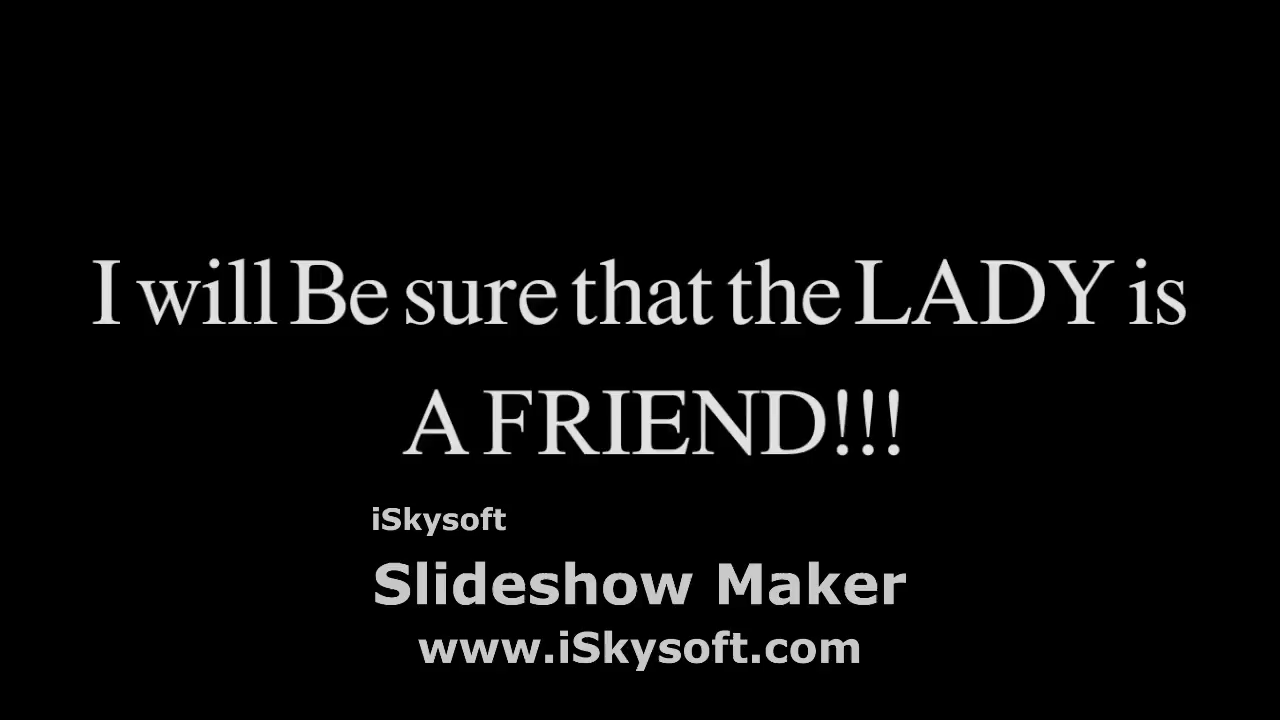 I will Be sure that the LADY is
A FRIEND!!!
iSkysoft
Slideshow Maker
www.iSkysoft.com